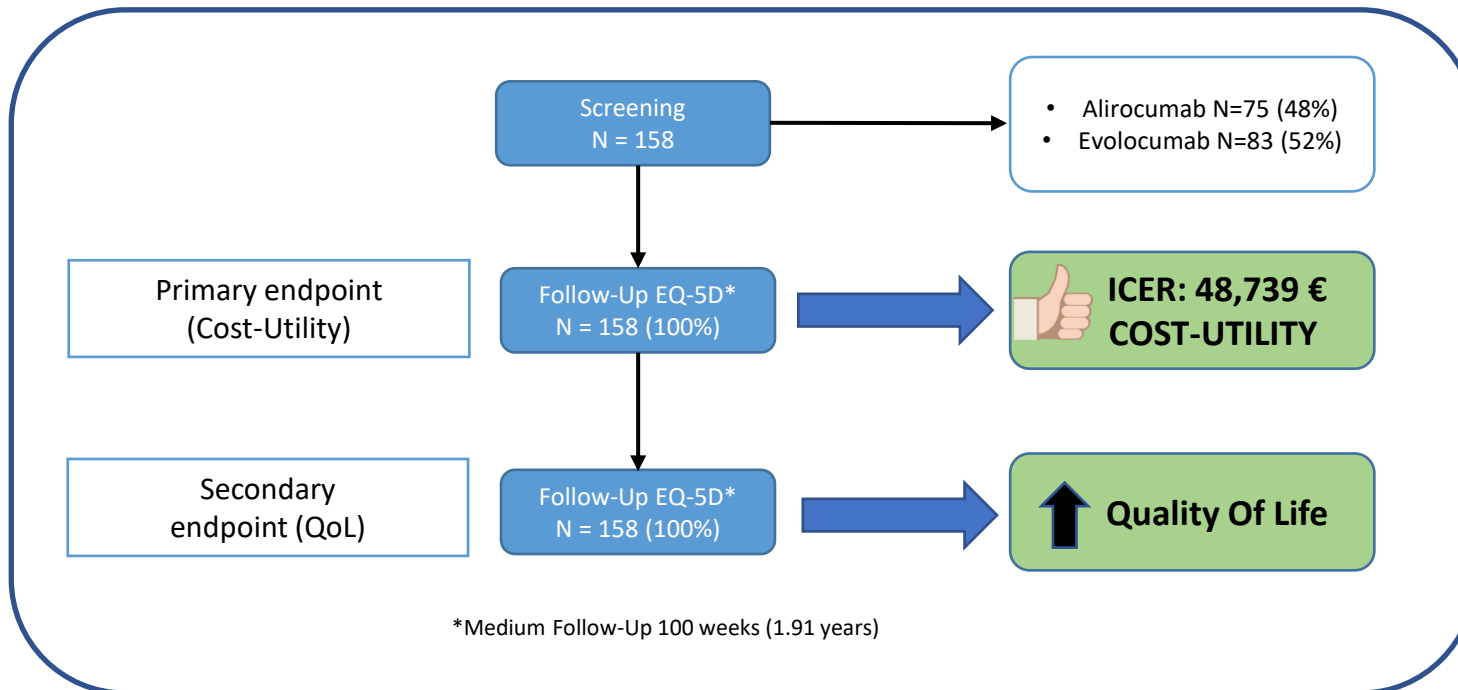 Screening
N = 158
• Alirocumab N=75 (48%)
• Evolocumab N=83 (52%)
Primary endpoint
(Cost-Utility)
Follow-Up EQ-5D*
N = 158 (100%)
ICER: 48,739 €
COST-UTILITY
Secondary
endpoint (QoL)
Follow-Up EQ-5D*
N = 158 (100%)
Quality Of Life
*Medium Follow-Up 100 weeks (1.91 years)